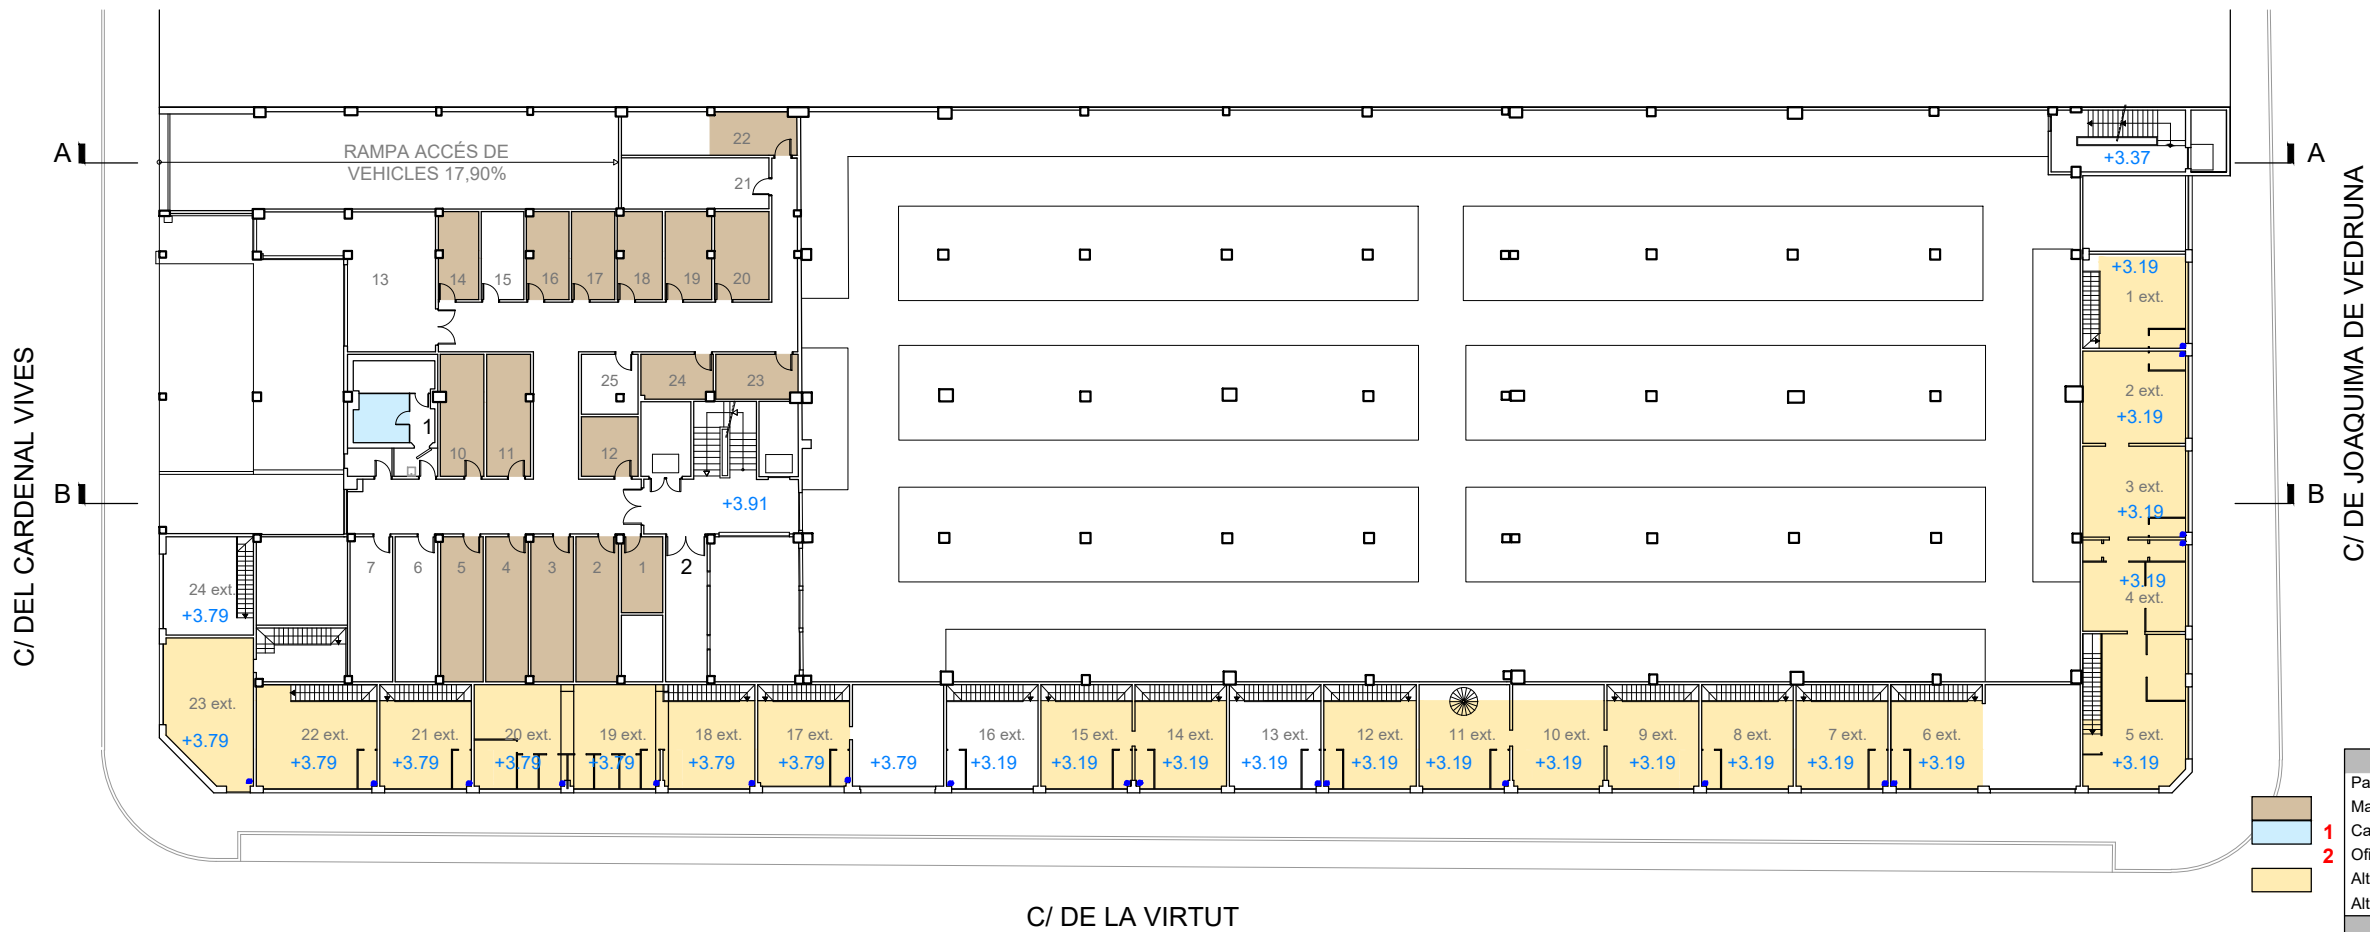 A
RAMPA ACCÉS DE
VEHICLES 17,90%
22
21
+3.37
A
13
14
15
16
17
18
19
20
+3.19
1 ext.
C/ DEL CARDENAL VIVES
C/ DE JOAQUIMA DE VEDRUNA
25
24
23
1
10
11
12
2 ext.
+3.19
B
+3.91
3 ext.
+3.19
B
7
6
5
4
3
2
1
2
24 ext.
+3.79
+3.19
4 ext.
23 ext.
+3.79
22 ext.
+3.79
21 ext.
+3.79
20 ext.
+3.79
19 ext.
+3.79
18 ext.
+3.79
17 ext.
+3.79
+3.79
16 ext.
+3.19
15 ext.
+3.19
14 ext.
+3.19
13 ext.
+3.19
12 ext.
+3.19
11 ext.
+3.19
10 ext.
+3.19
9 ext.
+3.19
8 ext.
+3.19
7 ext.
+3.19
6 ext.
+3.19
5 ext.
+3.19
Pa
Ma
1 Ca
2 Ofi
Alt
Alt
C/ DE LA VIRTUT